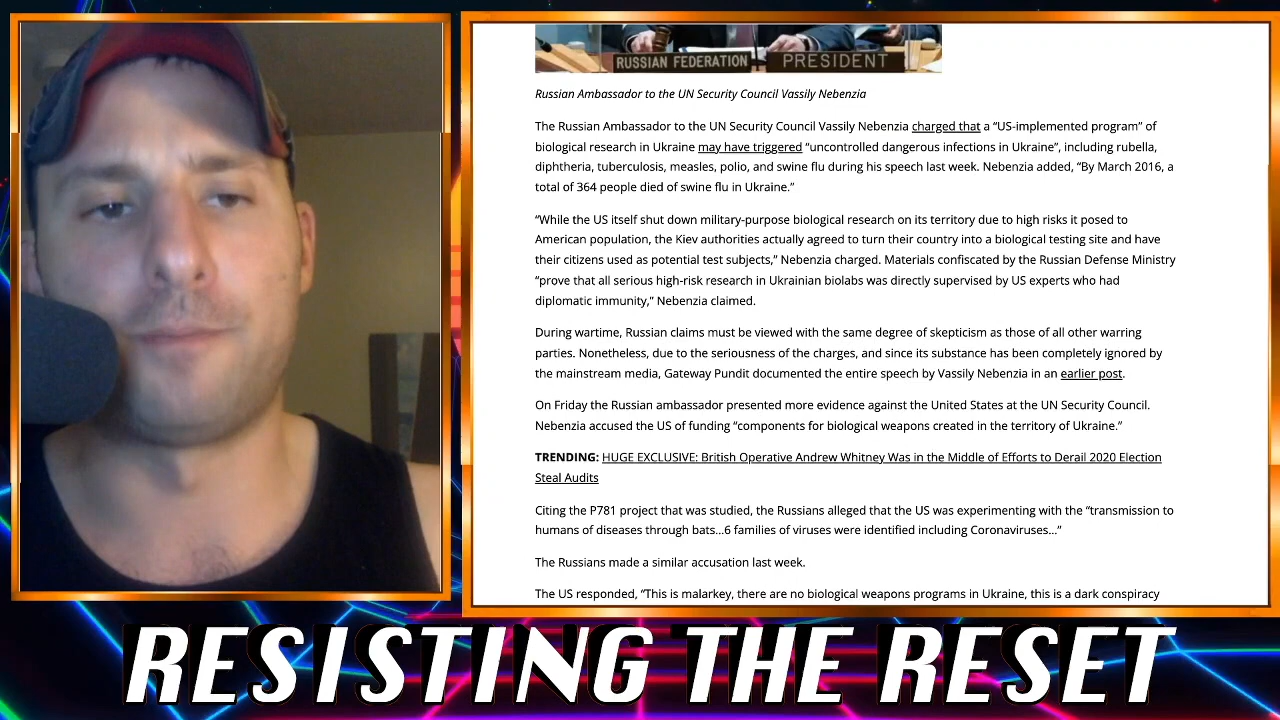 RUSSIAN FEDERATION
PRESIDENT
Russian Ambassador to the UN Security Council Vassily Nebenzia
The Russian Ambassador to the UN Security Council Vassily Nebenzia charged that a “US-implemented program” of
biological research in Ukraine may have triggered “uncontrolled dangerous infections in Ukraine”, including rubella,
diphtheria, tuberculosis, measles, polio, and swine flu during his speech last week. Nebenzia added, “By March 2016, a
total of 364 people died of swine flu in Ukraine.”
“While the US itself shut down military-purpose biological research on its territory due to high risks it posed to
American population, the Kiev authorities actually agreed to turn their country into a biological testing site and have
their citizens used as potential test subjects,” Nebenzia charged. Materials confiscated by the Russian Defense Ministry
“prove that all serious high-risk research in Ukrainian biolabs was directly supervised by US experts who had
diplomatic immunity,” Nebenzia claimed.
During wartime, Russian claims must be viewed with the same degree of skepticism as those of all other warring
parties. Nonetheless, due to the seriousness of the charges, and since its substance has been completely ignored by
the mainstream media, Gateway Pundit documented the entire speech by Vassily Nebenzia in an earlier post.
On Friday the Russian ambassador presented more evidence against the United States at the UN Security Council.
Nebenzia accused the US of funding “components for biological weapons created in the territory of Ukraine.”
TRENDING: HUGE EXCLUSIVE: British Operative Andrew Whitney Was in the Middle of Efforts to Derail 2020 Election
Steal Audits
Citing the P781 project that was studied, the Russians alleged that the US was experimenting with the “transmission to
humans of diseases through bats…6 families of viruses were identified including Coronaviruses…”
The Russians made a similar accusation last week.
The US responded, “This is malarkey, there are no biological weapons programs in Ukraine, this is a dark conspiracy
RESISTING THE RESET